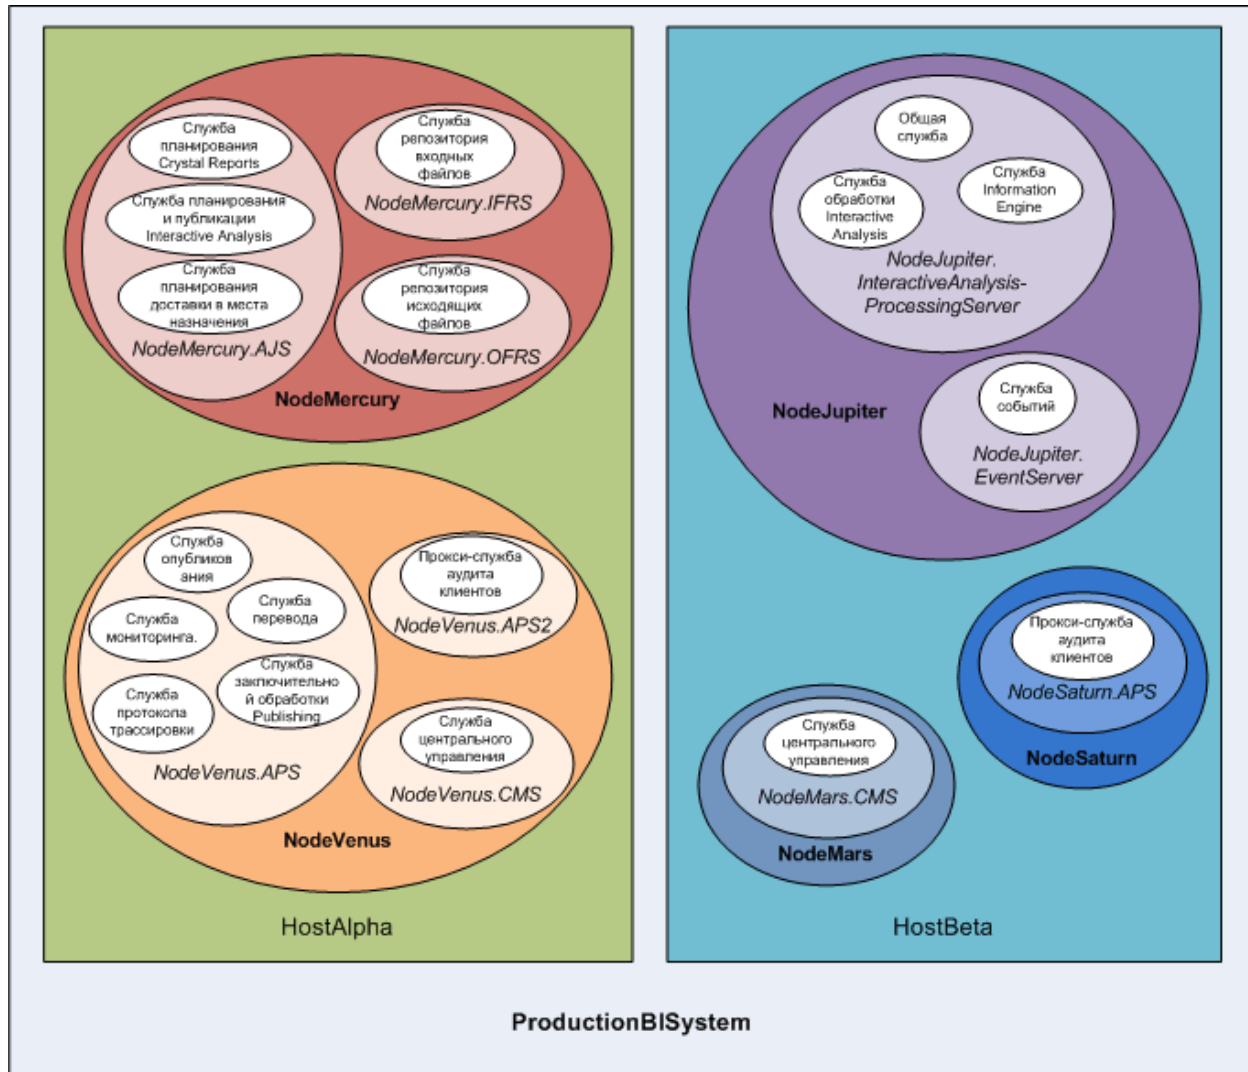 Служба
планирования
Crystal Reports
Служба планирования
и публикации
Interactive Analysis
Служба
планирования
доставки в места
назначения
NodeMercury.AJS
Служба
репозитория
входных
файлов
NodeMercury.IFRS
Служба
репозитория
исходящих
файлов
NodeMercury.OFRS
NodeMercury
Служба
опубликов
ания
Служба
мониторинга.
Служба
перевода
Служба
протокола
трассировки
Служба
заключительно
й обработки
Publishing
NodeVenus.APS
Прокси-служба
аудита
клиентов
NodeVenus.APS2
Служба
центрального
управления
NodeVenus.CMS
NodeVenus
HostAlpha
Общая
служба
Служба
обработки
Interactive
Analysis
Служба
Information
Engine
NodeJupiter.
InteractiveAnalysis-
ProcessingServer
Служба
событий
NodeJupiter.
EventServer
NodeJupiter
Прокси-служба
аудита
клиентов
NodeSaturn.APS
NodeSaturn
Служба
центрального
управления
NodeMars.CMS
NodeMars
HostBeta
ProductionBISystem